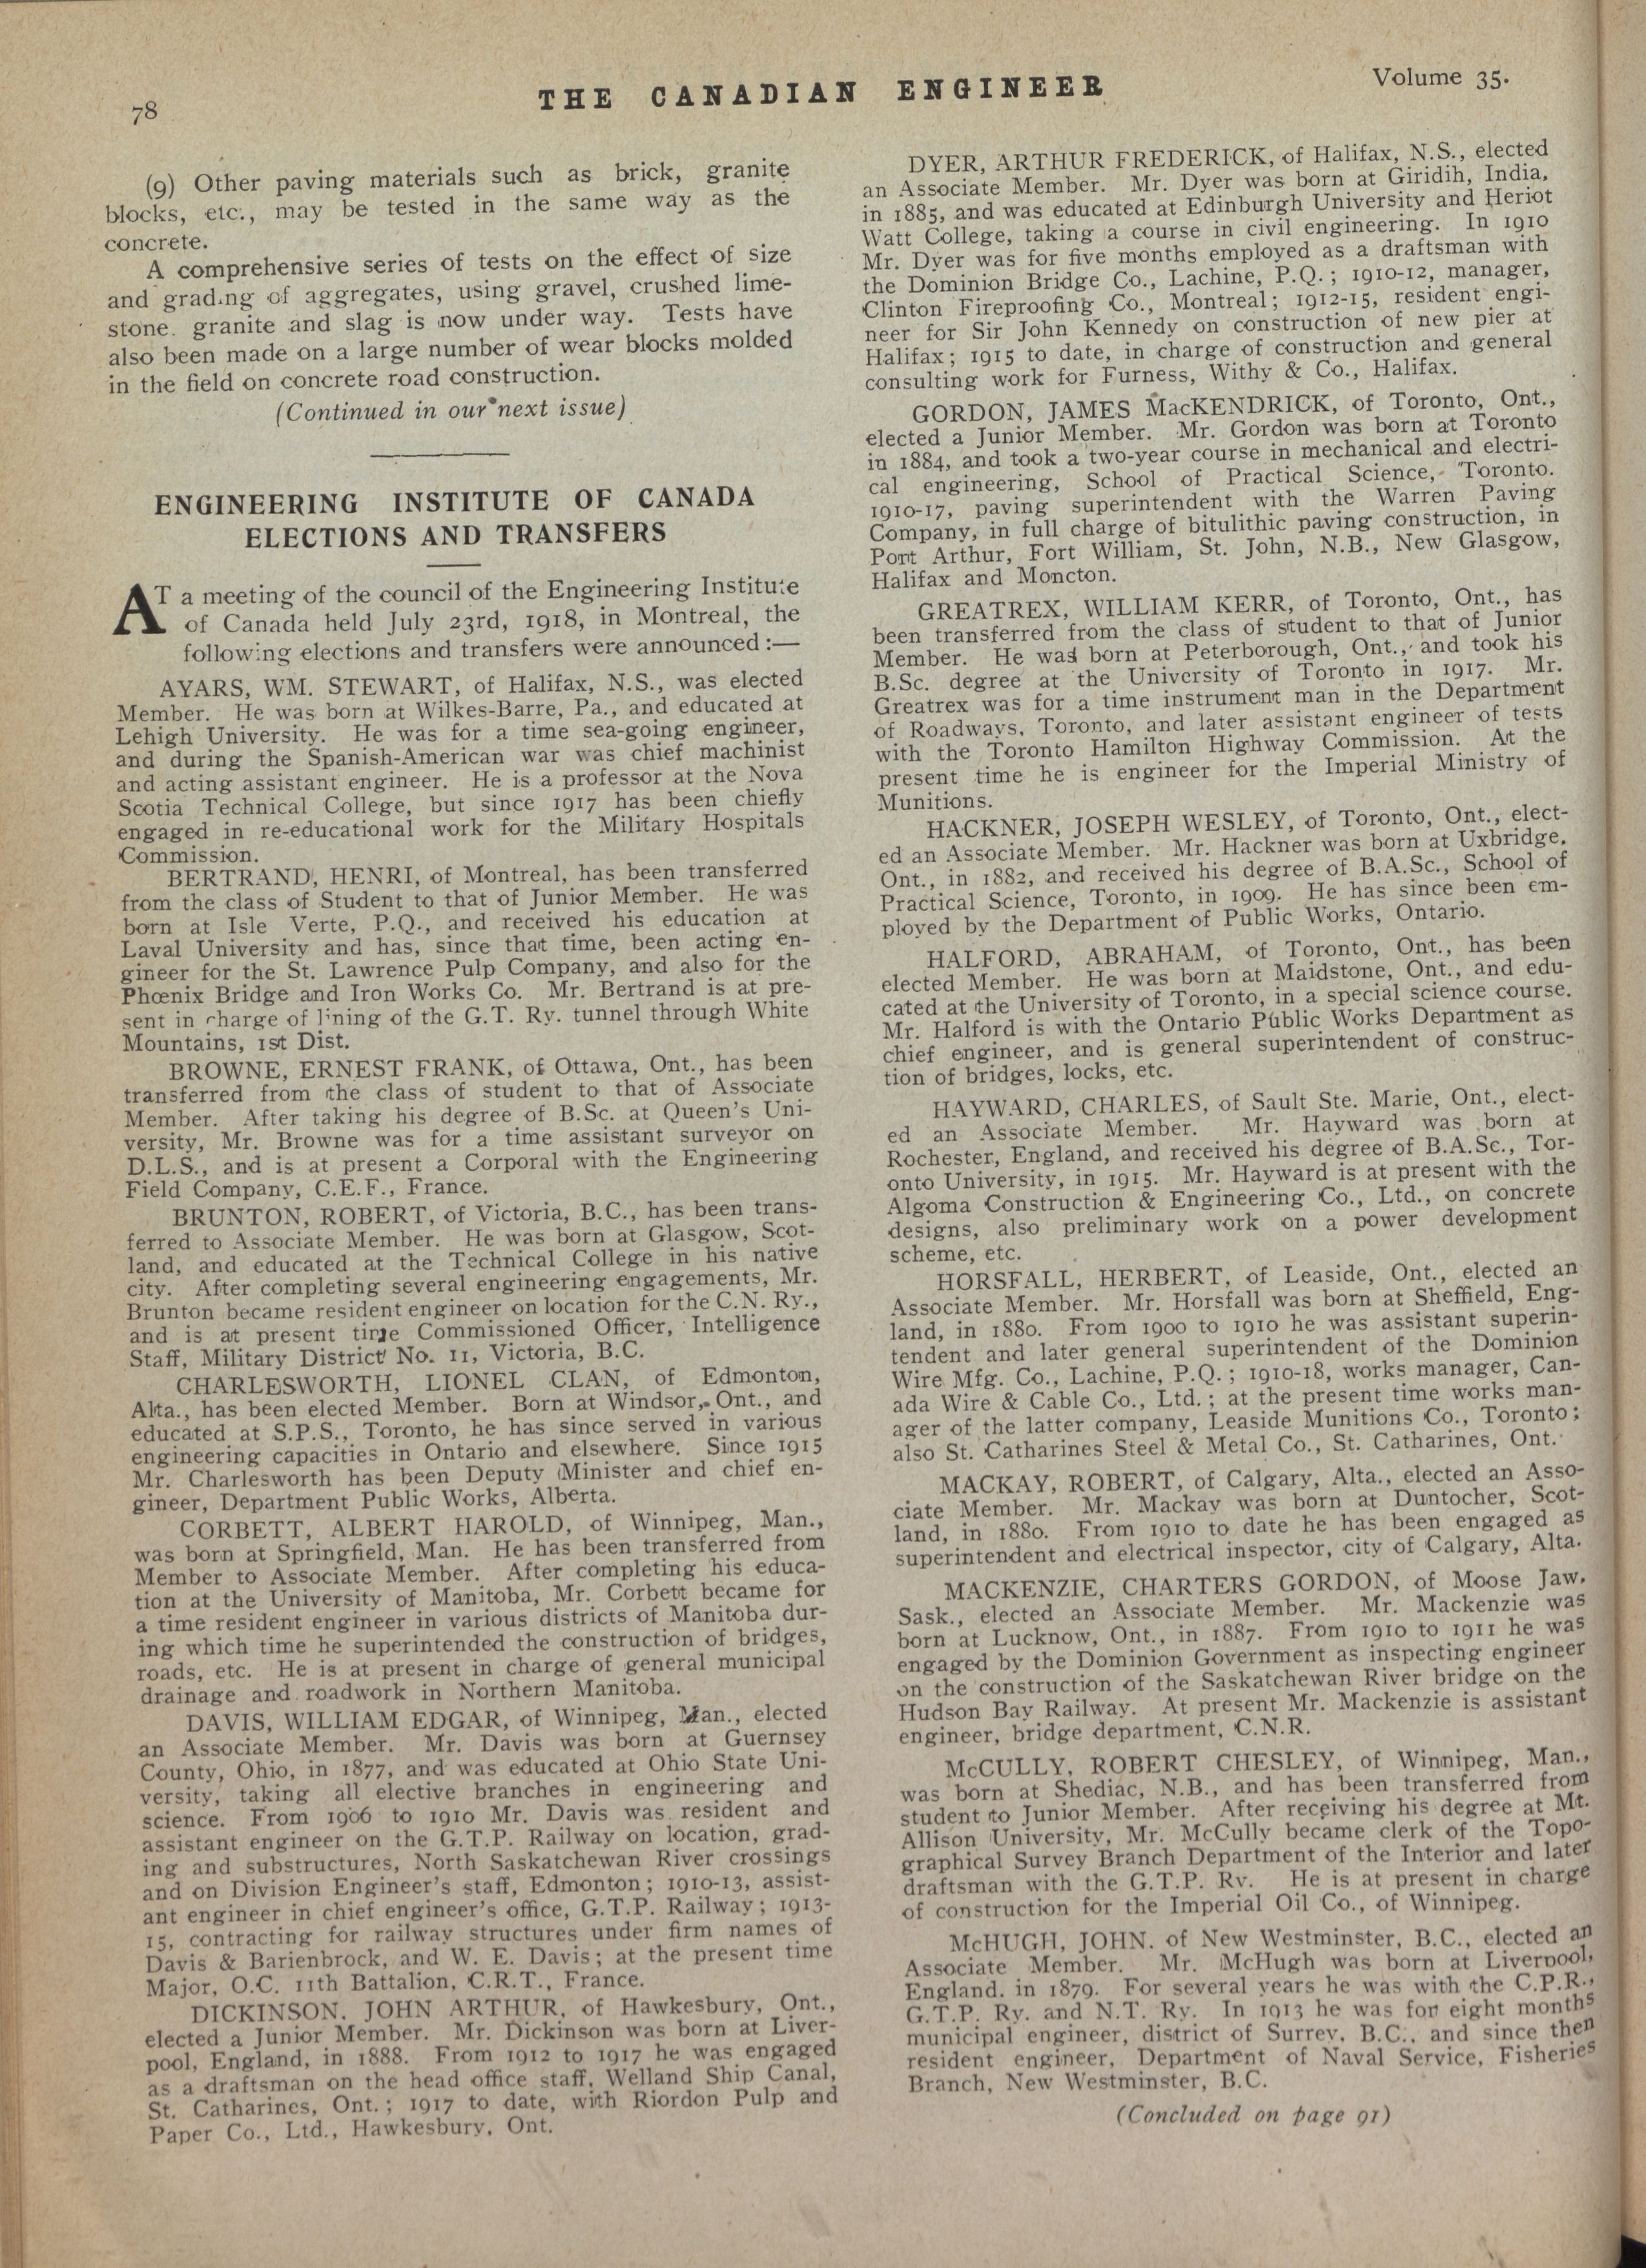 78
THE CANADIAN ENGINEER
Volume 35.
(9) Other paving materials such as brick, granite
blocks, etc., may be tested in the same way as the
concrete.
A comprehensive series of tests on the effect of size
and grading of aggregates, using gravel, crushed lime-
stone, granite and slag is now under way. Tests have
also been made on a large number of wear blocks molded
in the field on concrete road construction.
(Continued in our next issue)
ENGINEERING INSTITUTE OF CANADA
ELECTIONS AND TRANSFERS
AT a meeting of the council of the Engineering Institute
of Canada held July 23rd, 1918, in Montreal, the
following elections and transfers were announced:—
AYARS, WM. STEWART, of Halifax, N.S., was elected
Member. He was born at Wilkes-Barre, Pa., and educated at
Lehigh University. He was for a time sea-going engineer,
and during the Spanish-American war was chief machinist
and acting assistant engineer. He is a professor at the Nova
Scotia Technical College, but since 1917 has been chiefly
engaged in re-educational work for the Military Hospitals
Commission.
BERTRAND, HENRI, of Montreal, has been transferred
from the class of Student to that of Junior Member. He was
born at Isle Verte, P.Q., and received his education at
Laval University and has, since that time, been acting en-
gineer for the St. Lawrence Pulp Company, and also for the
Phœnix Bridge and Iron Works Co. Mr. Bertrand is at pre-
sent in charge of lining of the G.T. Ry. tunnel through White
Mountains, 1st Dist.
BROWNE, ERNEST FRANK, of Ottawa, Ont., has been
transferred from the class of student to that of Associate
Member. After taking his degree of B.Sc. at Queen's Uni-
versity, Mr. Browne was for a time assistant surveyor on
D.L.S., and is at present a Corporal with the Engineering
Field Company, C.E.F., France.
BRUNTON, ROBERT, of Victoria, B.C., has been trans-
ferred to Associate Member. He was born at Glasgow, Scot-
land, and educated at the Technical College in his native
city. After completing several engineering engagements, Mr.
Brunton became resident engineer on location for the C.N. Ry.,
and is at present time Commissioned Officer, Intelligence
Staff, Military District No. 11, Victoria, B.C.
CHARLESWORTH, LIONEL CLAN, of Edmonton,
Alta., has been elected Member. Born at Windsor, Ont., and
educated at S.P.S., Toronto, he has since served in various
engineering capacities in Ontario and elsewhere. Since 1915
Mr. Charlesworth has been Deputy Minister and chief en-
gineer, Department Public Works, Alberta.
CORBETT, ALBERT HAROLD, of Winnipeg, Man.,
was born at Springfield, Man. He has been transferred from
Member to Associate Member. After completing his educa-
tion at the University of Manitoba, Mr. Corbett became for
a time resident engineer in various districts of Manitoba dur-
ing which time he superintended the construction of bridges,
roads, etc. He is at present in charge of general municipal
drainage and roadwork in Northern Manitoba.
DAVIS, WILLIAM EDGAR, of Winnipeg, Man., elected
an Associate Member. Mr. Davis was born at Guernsey
County, Ohio, in 1877, and was educated at Ohio State Uni-
versity, taking all elective branches in engineering and
science. From 1906 to 1910 Mr. Davis was resident and
assistant engineer on the G.T.P. Railway on location, grad-
ing and substructures, North Saskatchewan River crossings
and on Division Engineer's staff, Edmonton; 1910-13, assist-
ant engineer in chief engineer's office, G.T.P. Railway; 1913-
15, contracting for railway structures under firm names of
Davis & Barienbrock, and W. E. Davis; at the present time
Major, O.C. 11th Battalion, C.R.T., France.
DICKINSON, JOHN ARTHUR, of Hawkesbury, Ont.,
elected a Junior Member. Mr. Dickinson was born at Liver-
pool, England, in 1888. From 1912 to 1917 he was engaged
as a draftsman on the head office staff, Welland Ship Canal,
St. Catharines, Ont.; 1917 to date, with Riordon Pulp and
Paper Co., Ltd., Hawkesbury, Ont.
DYER, ARTHUR FREDERICK, of Halifax, N.S., elected
an Associate Member. Mr. Dyer was born at Giridih, India,
in 1885, and was educated at Edinburgh University and Heriot
Watt College, taking a course in civil engineering. In 1910
Mr. Dyer was for five months employed as a draftsman with
the Dominion Bridge Co., Lachine, P.Q.; 1910-12, manager,
Clinton Fireproofing Co., Montreal; 1912-15, resident engi-
neer for Sir John Kennedy on construction of new pier at
Halifax; 1915 to date, in charge of construction and general
consulting work for Furness, Withy & Co., Halifax.
GORDON, JAMES MacKENDRICK, of Toronto, Ont.,
elected a Junior Member. Mr. Gordon was born at Toronto
in 1884, and took a two-year course in mechanical and electri-
cal engineering, School of Practical Science, Toronto.
1910-17, paving superintendent with the Warren Paving
Company, in full charge of bitulithic paving construction, in
Port Arthur, Fort William, St. John, N.B., New Glasgow,
Halifax and Moncton.
GREATREX, WILLIAM KERR, of Toronto, Ont., has
been transferred from the class of student to that of Junior
Member. He was born at Peterborough, Ont., and took his
B.Sc. degree at the University of Toronto in 1917. Mr.
Greatrex was for a time instrument man in the Department
of Roadways, Toronto, and later assistant engineer of tests
with the Toronto Hamilton Highway Commission. At the
present time he is engineer for the Imperial Ministry of
Munitions.
HACKNER, JOSEPH WESLEY, of Toronto, Ont., elect-
ed an Associate Member. Mr. Hackner was born at Uxbridge,
Ont., in 1882, and received his degree of B.A.Sc., School of
Practical Science, Toronto, in 1909. He has since been em-
ployed by the Department of Public Works, Ontario.
HALFORD, ABRAHAM, of Toronto, Ont., has been
elected Member. He was born at Maidstone, Ont., and edu-
cated at the University of Toronto, in a special science course.
Mr. Halford is with the Ontario Public Works Department as
chief engineer, and is general superintendent of construc-
tion of bridges, locks, etc.
HAYWARD, CHARLES, of Sault Ste. Marie, Ont., elect-
ed an Associate Member. Mr. Hayward was born at
Rochester, England, and received his degree of B.A.Sc., Tor-
onto University, in 1915. Mr. Hayward is at present with the
Algoma Construction & Engineering Co., Ltd., on concrete
designs, also preliminary work on a power development
scheme, etc.
HORSFALL, HERBERT, of Leaside, Ont., elected an
Associate Member. Mr. Horsfall was born at Sheffield, Eng-
land, in 1880. From 1900 to 1910 he was assistant superin-
tendent and later general superintendent of the Dominion
Wire Mfg. Co., Lachine, P.Q.; 1910-18, works manager, Can-
ada Wire & Cable Co., Ltd.; at the present time works man-
ager of the latter company, Leaside Munitions Co., Toronto;
also St. Catharines Steel & Metal Co., St. Catharines, Ont.
MACKAY, ROBERT, of Calgary, Alta., elected an Asso-
ciate Member. Mr. Mackay was born at Duntocher, Scot-
land, in 1880. From 1910 to date he has been engaged as
superintendent and electrical inspector, city of Calgary, Alta.
MACKENZIE, CHARTERS GORDON, of Moose Jaw,
Sask., elected an Associate Member. Mr. Mackenzie was
born at Lucknow, Ont., in 1887. From 1910 to 1911 he was
engaged by the Dominion Government as inspecting engineer
on the construction of the Saskatchewan River bridge on the
Hudson Bay Railway. At present Mr. Mackenzie is assistant
engineer, bridge department, C.N.R.
McCULLY, ROBERT CHESLEY, of Winnipeg, Man.,
was born at Shediac, N.B., and has been transferred from
student to Junior Member. After receiving his degree at Mt.
Allison University, Mr. McCully became clerk of the Topo-
graphical Survey Branch Department of the Interior and later
draftsman with the G.T.P. Ry. He is at present in charge
of construction for the Imperial Oil Co., of Winnipeg.
McHUGH, JOHN, of New Westminster, B.C., elected an
Associate Member. Mr. McHugh was born at Liverpool,
England, in 1879. For several years he was with the C.P.R.,
G.T.P. Ry. and N.T. Ry. In 1913 he was for eight months
municipal engineer, district of Surrey, B.C., and since then
resident engineer, Department of Naval Service, Fisheries
Branch, New Westminster, B.C.
(Concluded on page 91)